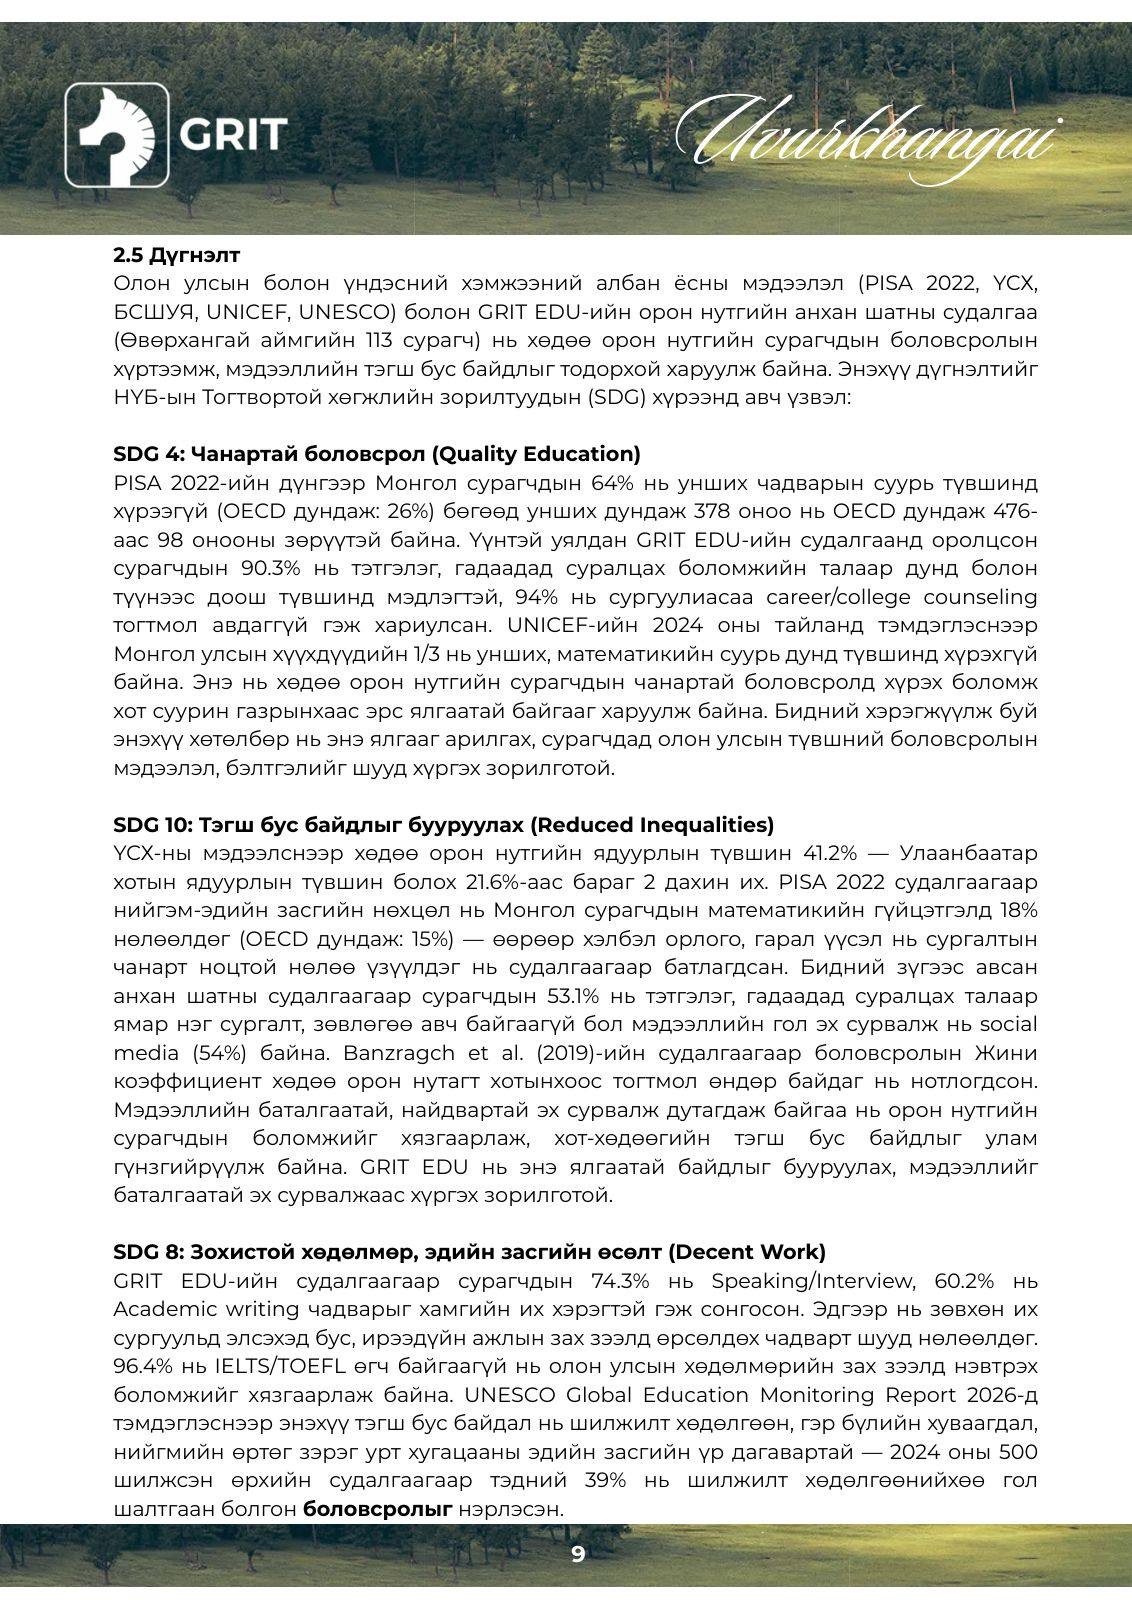 GRIT
Uvurkhangai
2.5 Дүгнэлт
Олон улсын болон үндэсний хэмжээний албан ёсны мэдээлэл (PISA 2022, ҮСХ,
БСШУЯ, UNICEF, UNESCO) болон GRIT EDU-ийн орон нутгийн анхан шатны судалгаа
(Өвөрхангай аймгийн 113 сурагч) нь хөдөө орон нутгийн сурагчдын боловсролын
хүртээмж, мэдээллийн тэгш бус байдлыг тодорхой харуулж байна. Энэхүү дүгнэлтийг
НҮБ-ын Тогтвортой хөгжлийн зорилтуудын (SDG) хүрээнд авч үзвэл:
SDG 4: Чанартай боловсрол (Quality Education)
PISA 2022-ийн дүнгээр Монгол сурагчдын 64% нь унших чадварын суурь түвшинд
хүрээгүй (OECD дундаж: 26%) бөгөөд унших дундаж 378 оноо нь OECD дундаж 476-
аас 98 онооны зөрүүтэй байна. Үүнтэй уялдан GRIT EDU-ийн судалгаанд оролцсон
сурагчдын 90.3% нь тэтгэлэг, гадаадад суралцах боломжийн талаар дунд болон
түүнээс доош түвшинд мэдлэгтэй, 94% нь сургуулиасаа career/college counseling
тогтмол авдаггүй гэж хариулсан. UNICEF-ийн 2024 оны тайланд тэмдэглэснээр
Монгол улсын хүүхдүүдийн 1/3 нь унших, математикийн суурь дунд түвшинд хүрэхгүй
байна. Энэ нь хөдөө орон нутгийн сурагчдын чанартай боловсролд хүрэх боломж
хот суурин газрынхаас эрс ялгаатай байгааг харуулж байна. Бидний хэрэгжүүлж буй
энэхүү хөтөлбөр нь энэ ялгааг арилгах, сурагчдад олон улсын түвшний боловсролын
мэдээлэл, бэлтгэлийг шууд хүргэх зорилготой.
SDG 10: Тэгш бус байдлыг бууруулах (Reduced Inequalities)
ҮСХ-ны мэдээлснээр хөдөө орон нутгийн ядуурлын түвшин 41.2% — Улаанбаатар
хотын ядуурлын түвшин болох 21.6%-аас бараг 2 дахин их. PISA 2022 судалгаагаар
нийгэм-эдийн засгийн нөхцөл нь Монгол сурагчдын математикийн гүйцэтгэлд 18%
нөлөөлдөг (OECD дундаж: 15%) — өөрөөр хэлбэл орлого, гарал үүсэл нь сургалтын
чанарт ноцтой нөлөө үзүүлдэг нь судалгаагаар батлагдсан. Бидний зүгээс авсан
анхан шатны судалгаагаар сурагчдын 53.1% нь тэтгэлэг, гадаадад суралцах талаар
ямар нэг сургалт, зөвлөгөө авч байгаагүй бол мэдээллийн гол эх сурвалж нь social
media (54%) байна. Banzragch et al. (2019)-ийн судалгаагаар боловсролын Жини
коэффициент хөдөө орон нутагт хотынхоос тогтмол өндөр байдаг нь нотлогдсон.
Мэдээллийн баталгаатай, найдвартай эх сурвалж дутагдаж байгаа нь орон нутгийн
сурагчдын боломжийг хязгаарлаж, хот-хөдөөгийн тэгш бус байдлыг улам
гүнзгийрүүлж байна. GRIT EDU нь энэ ялгаатай байдлыг бууруулах, мэдээллийг
баталгаатай эх сурвалжаас хүргэх зорилготой.
SDG 8: Зохистой хөдөлмөр, эдийн засгийн өсөлт (Decent Work)
GRIT EDU-ийн судалгаагаар сурагчдын 74.3% нь Speaking/Interview, 60.2% нь
Academic writing чадварыг хамгийн их хэрэгтэй гэж сонгосон. Эдгээр нь зөвхөн их
сургуульд элсэхэд бус, ирээдүйн ажлын зах зээлд өрсөлдөх чадварт шууд нөлөөлдөг.
96.4% нь IELTS/TOEFL өгч байгаагүй нь олон улсын хөдөлмөрийн зах зээлд нэвтрэх
боломжийг хязгаарлаж байна. UNESCO Global Education Monitoring Report 2026-д
тэмдэглэснээр энэхүү тэгш бус байдал нь шилжилт хөдөлгөөн, гэр бүлийн хуваагдал,
нийгмийн өртөг зэрэг урт хугацааны эдийн засгийн үр дагавартай — 2024 оны 500
шилжсэн өрхийн судалгаагаар тэдний 39% нь шилжилт хөдөлгөөнийхөө гол
шалтгаан болгон боловсролыг нэрлэсэн.
9